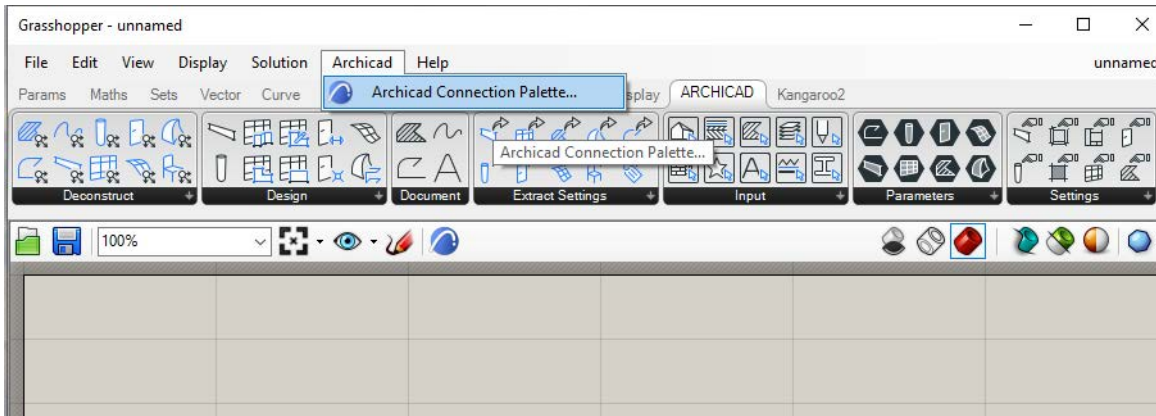 Grasshopper - unnamed
File Edit View Display Solution Archicad Help unnamed
Archicad Connection Palette...
Params Maths Sets Vector Curve splay ARCHICAD Kangaroo2
Archicad Connection Palette...
Deconstruct Design Document Extract Settings Input Parameters Settings
100%